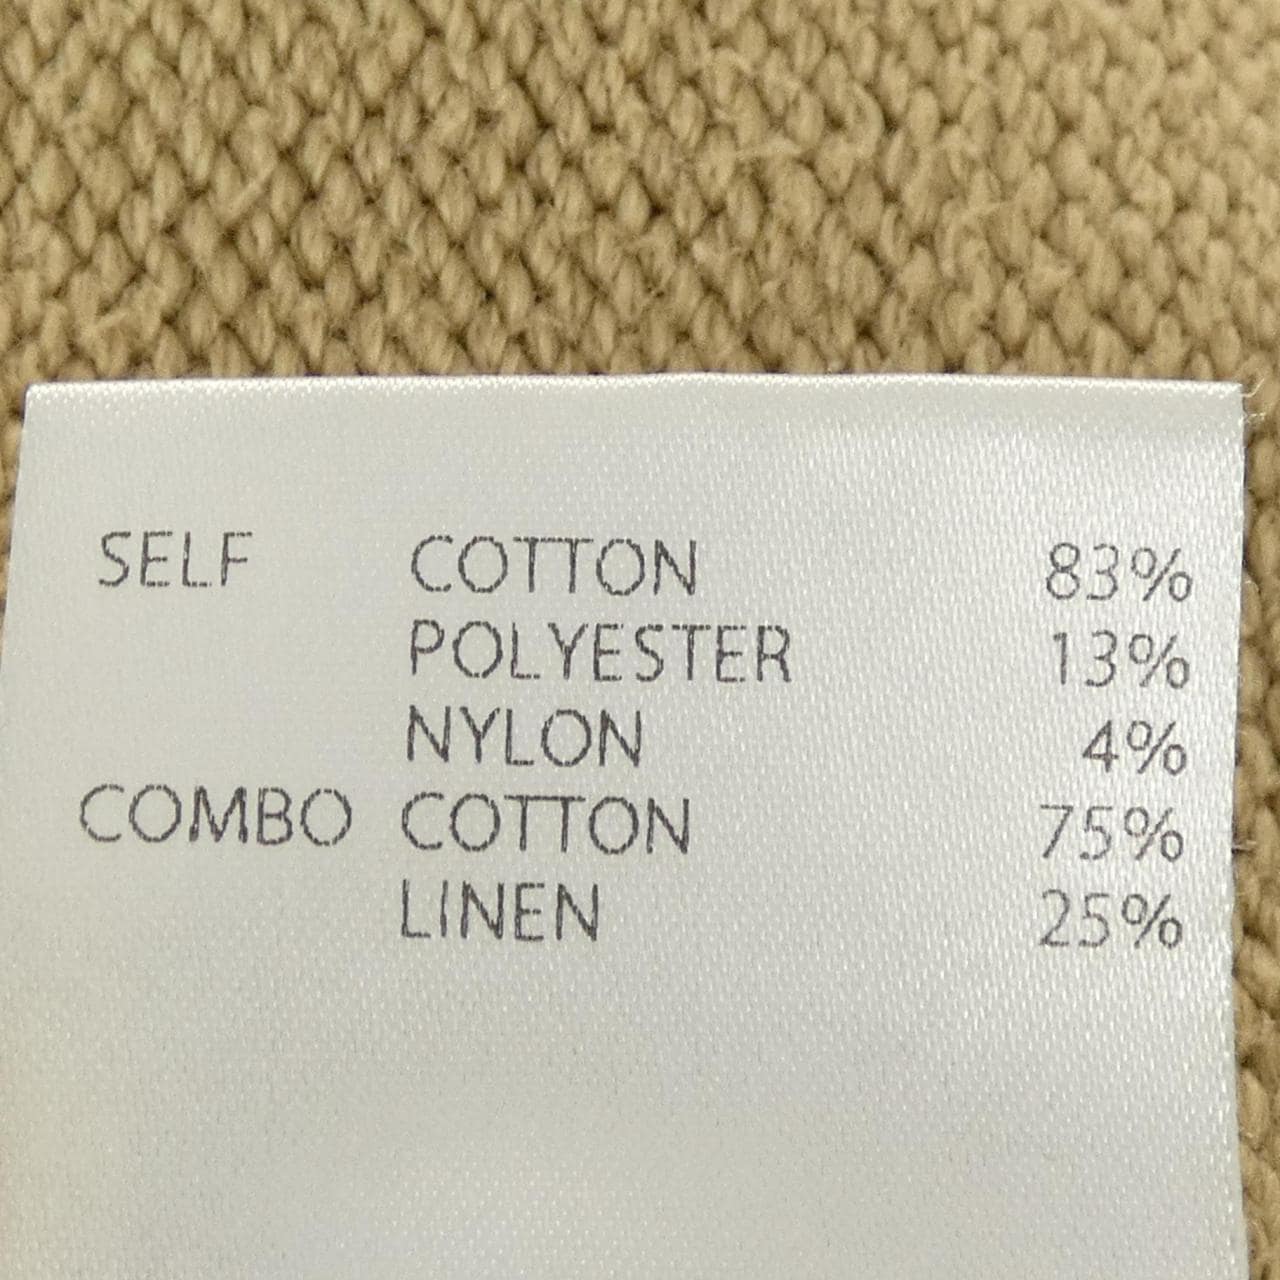 SELF COTTON 83%
POLYESTER 13%
NYLON 4%
COMBO COTTON 75%
LINEN 25%